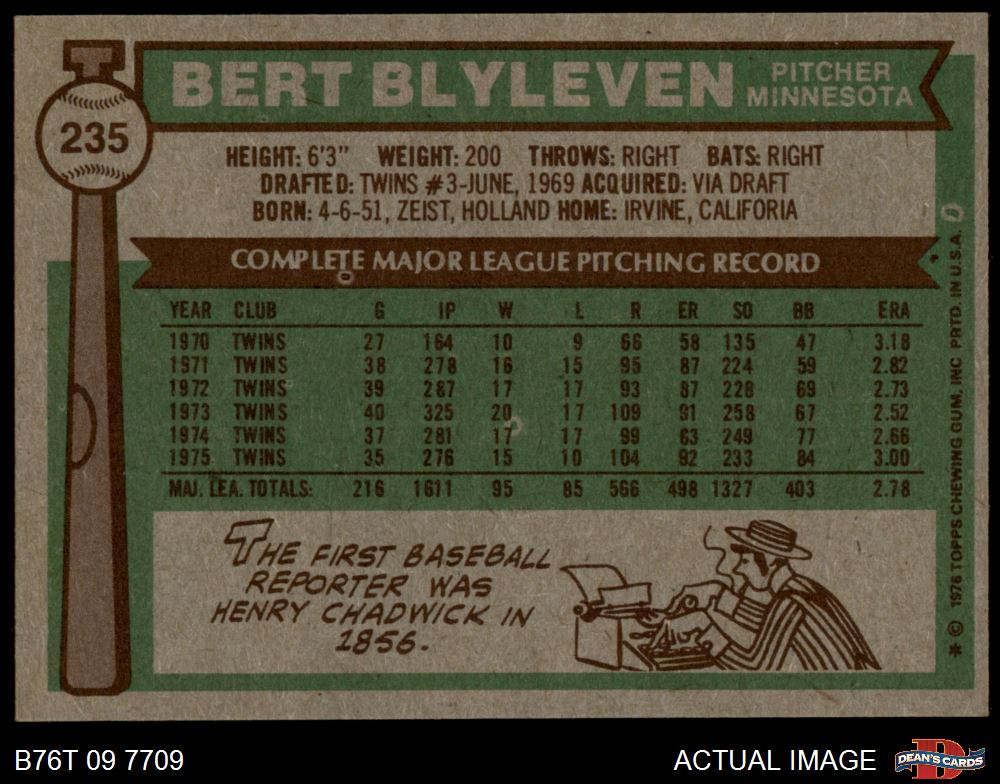 BERT BLYLEVEN
PITCHER
MINNESOTA
235
HEIGHT: 6'3" WEIGHT: 200 THROWS: RIGHT BATS: RIGHT
DRAFTED: TWINS #3-JUNE, 1969 ACQUIRED: VIA DRAFT
BORN: 4-6-51, ZEIST, HOLLAND HOME: IRVINE, CALIFORIA
COMPLETE MAJOR LEAGUE PITCHING RECORD
YEAR CLUB G IP W L R ER SO BB ERA
1970 TWINS 27 164 10 9 66 58 135 47 3.18
1971 TWINS 38 278 16 15 95 87 224 59 2.82
1972 TWINS 39 287 17 17 93 87 228 69 2.73
1973 TWINS 40 325 20 17 109 91 258 67 2.52
1974 TWINS 37 281 17 17 99 83 249 77 2.66
1975 TWINS 35 276 15 10 104 92 233 84 3.00
MAJ. LEA. TOTALS: 216 1611 95 85 566 498 1327 403 2.78
THE FIRST BASEBALL
REPORTER WAS
HENRY CHADWICK IN
1856.
* © 1976 TOPPS CHEWING GUM, INC PRTD. IN U.S.A.
B76T 09 7709
ACTUAL IMAGE
D
DEAN'S CARDS